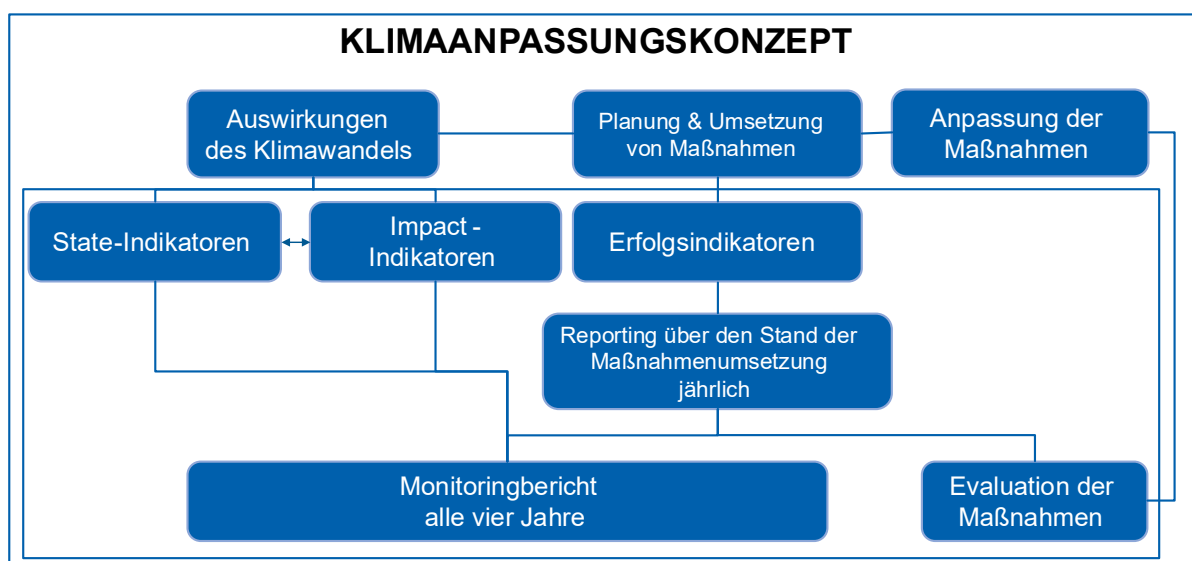 KLIMAANPASSUNGSKONZEPT
Auswirkungen
des Klimawandels
Planung & Umsetzung
von Maßnahmen
Anpassung der
Maßnahmen
State-Indikatoren
Impact -
Indikatoren
Erfolgsindikatoren
Reporting über den Stand der
Maßnahmenumsetzung
jährlich
Monitoringbericht
alle vier Jahre
Evaluation der
Maßnahmen